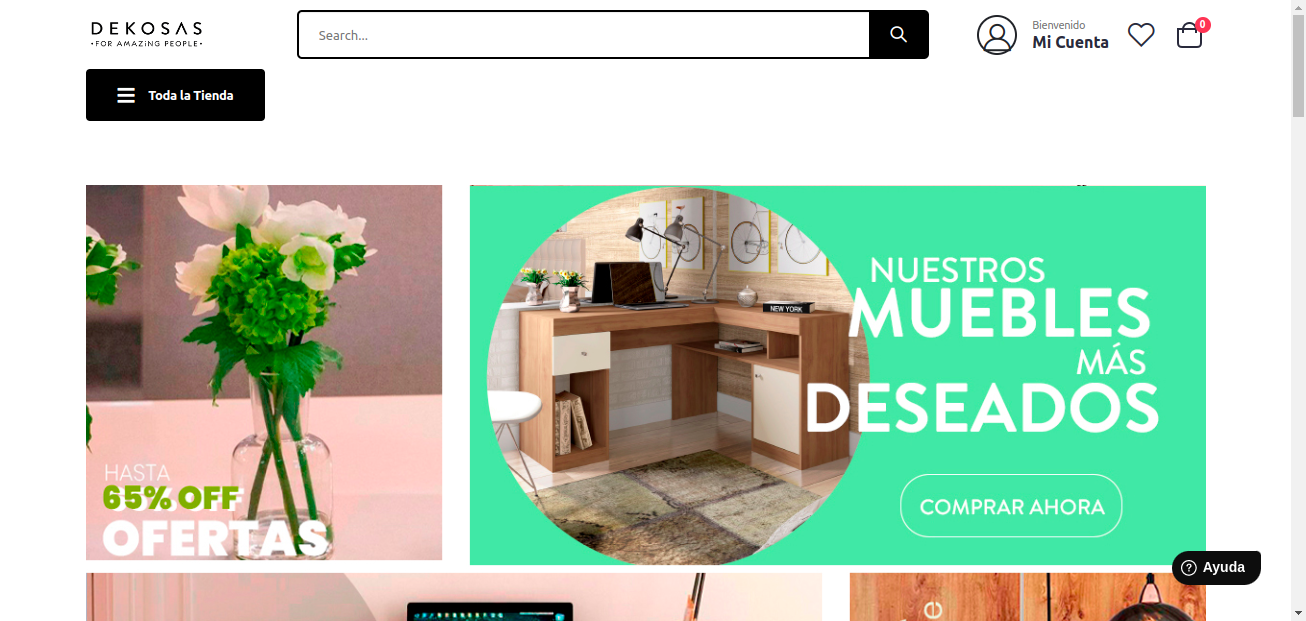 DEKOSAS
•FOR AMAZiNG PEOPLE•
Search...
Bienvenido
Mi Cuenta
0
Toda la Tienda
HASTA
65% OFF
OFERTAS
NEW YORK
NUESTROS
MUEBLES
MÁS
DESEADOS
COMPRAR AHORA
Ayuda